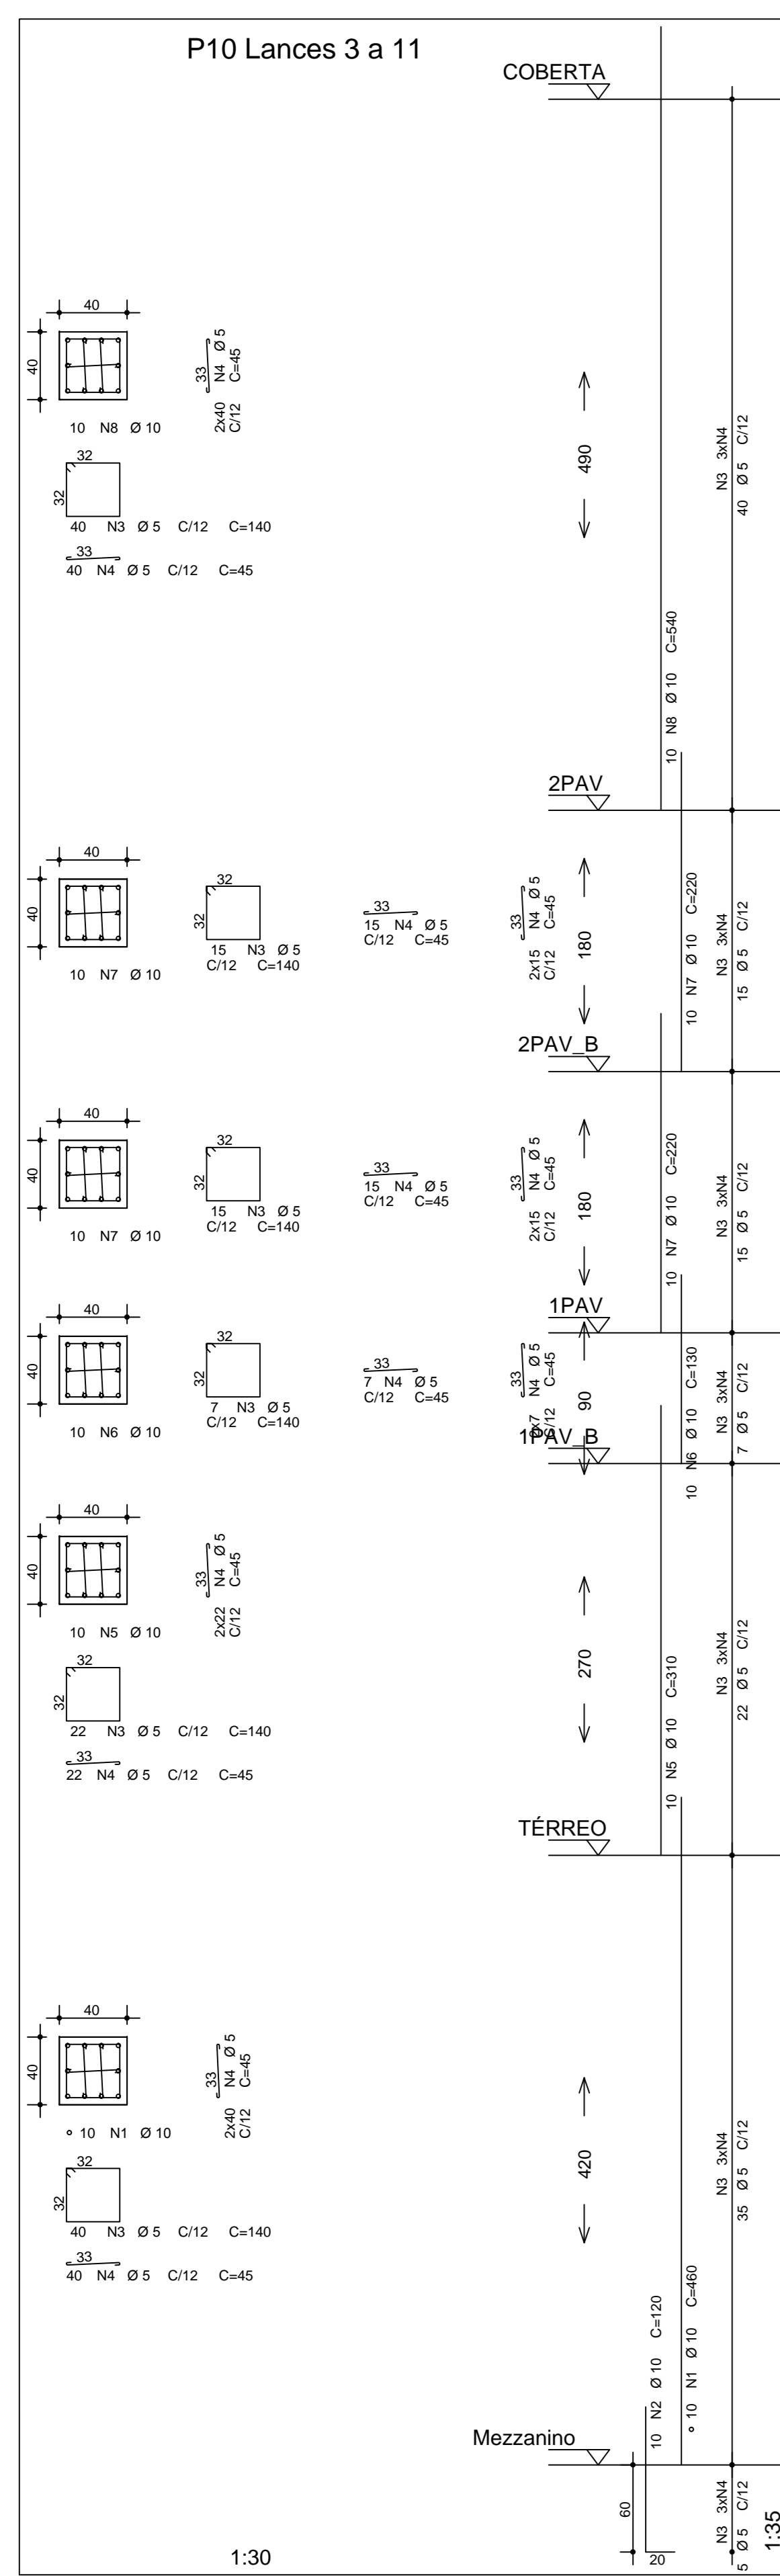 P10 Lances 3 a 11
COBERTA
40
40
10 N8 Ø 10
33
N4 Ø 5
C=45
2x40
C/12
32
32
40 N3 Ø 5 C/12 C=140
33
40 N4 Ø 5 C/12 C=45
490
N3 3xN4
40 Ø 5 C/12
10 N8 Ø 10 C=540
2PAV
40
40
10 N7 Ø 10
32
32
15 N3 Ø 5
C/12 C=140
33
15 N4 Ø 5
C/12 C=45
33
N4 Ø 5
C=45
2x15
C/12
180
10 N7 Ø 10 C=220
N3 3xN4
15 Ø 5 C/12
2PAV_B
40
40
10 N7 Ø 10
32
32
15 N3 Ø 5
C/12 C=140
33
15 N4 Ø 5
C/12 C=45
33
N4 Ø 5
C=45
2x15
C/12
180
10 N7 Ø 10 C=220
N3 3xN4
15 Ø 5 C/12
1PAV
40
40
10 N6 Ø 10
32
32
7 N3 Ø 5
C/12 C=140
33
7 N4 Ø 5
C/12 C=45
33
N4 Ø 5
C=45
2x7
C/12
90
10 N6 Ø 10 C=130
N3 3xN4
7 Ø 5 C/12
1PAV_B
40
40
10 N5 Ø 10
33
N4 Ø 5
C=45
2x22
C/12
32
32
22 N3 Ø 5 C/12 C=140
33
22 N4 Ø 5 C/12 C=45
270
10 N5 Ø 10 C=310
N3 3xN4
22 Ø 5 C/12
TÉRREO
40
40
10 N1 Ø 10
33
N4 Ø 5
C=45
2x40
C/12
32
32
40 N3 Ø 5 C/12 C=140
33
40 N4 Ø 5 C/12 C=45
420
N3 3xN4
35 Ø 5 C/12
10 N2 Ø 10 C=120
10 N1 Ø 10 C=460
Mezzanino
60
20
N3 3xN4
5 Ø 5 C/12
1:30
1:35